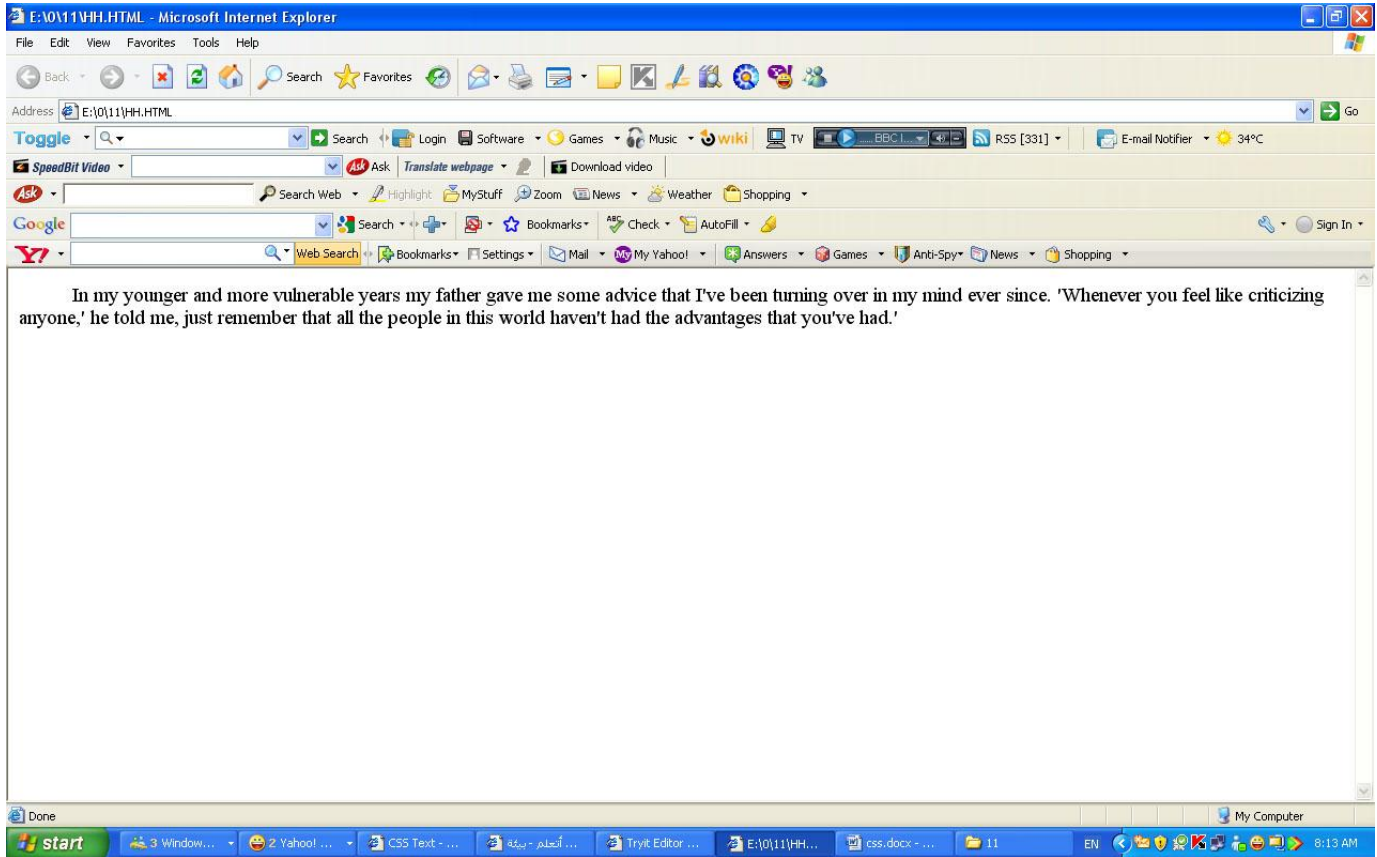 E:\0\11\HH.HTML - Microsoft Internet Explorer
File Edit View Favorites Tools Help
Back Search Favorites
Address E:\0\11\HH.HTML Go
Toggle Search Login Software Games Music wiki TV BBC I... RSS [331] E-mail Notifier 34°C
SpeedBit Video Ask Translate webpage Download video
Ask Search Web Highlight MyStuff Zoom News Weather Shopping
Google Search Bookmarks Check AutoFill Sign In
Y! Web Search Bookmarks Settings Mail My Yahoo! Answers Games Anti-Spy News Shopping
In my younger and more vulnerable years my father gave me some advice that I've been turning over in my mind ever since. 'Whenever you feel like criticizing
anyone,' he told me, just remember that all the people in this world haven't had the advantages that you've had.'
Done My Computer
start 3 Window... 2 Yahoo! ... CSS Text - ... أتعلم - بيئة ... Tryit Editor ... E:\0\11\HH... css.docx - ... 11 EN 8:13 AM